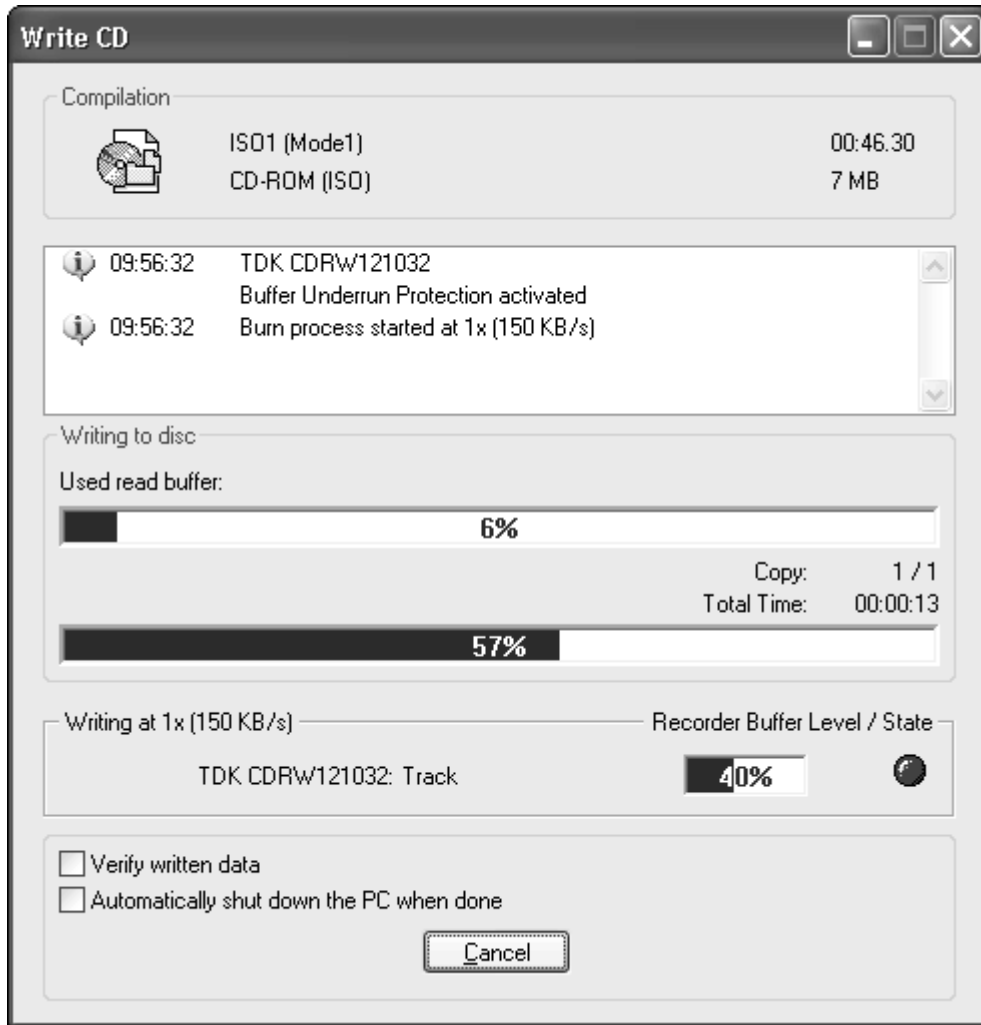 Write CD
Compilation
ISO1 (Mode1) 00:46.30
CD-ROM (ISO) 7 MB
09:56:32 TDK CDRW121032
Buffer Underrun Protection activated
09:56:32 Burn process started at 1x (150 KB/s)
Writing to disc
Used read buffer:
6%
Copy: 1 / 1
Total Time: 00:00:13
57%
Writing at 1x (150 KB/s) Recorder Buffer Level / State
TDK CDRW121032: Track 40%
Verify written data
Automatically shut down the PC when done
Cancel